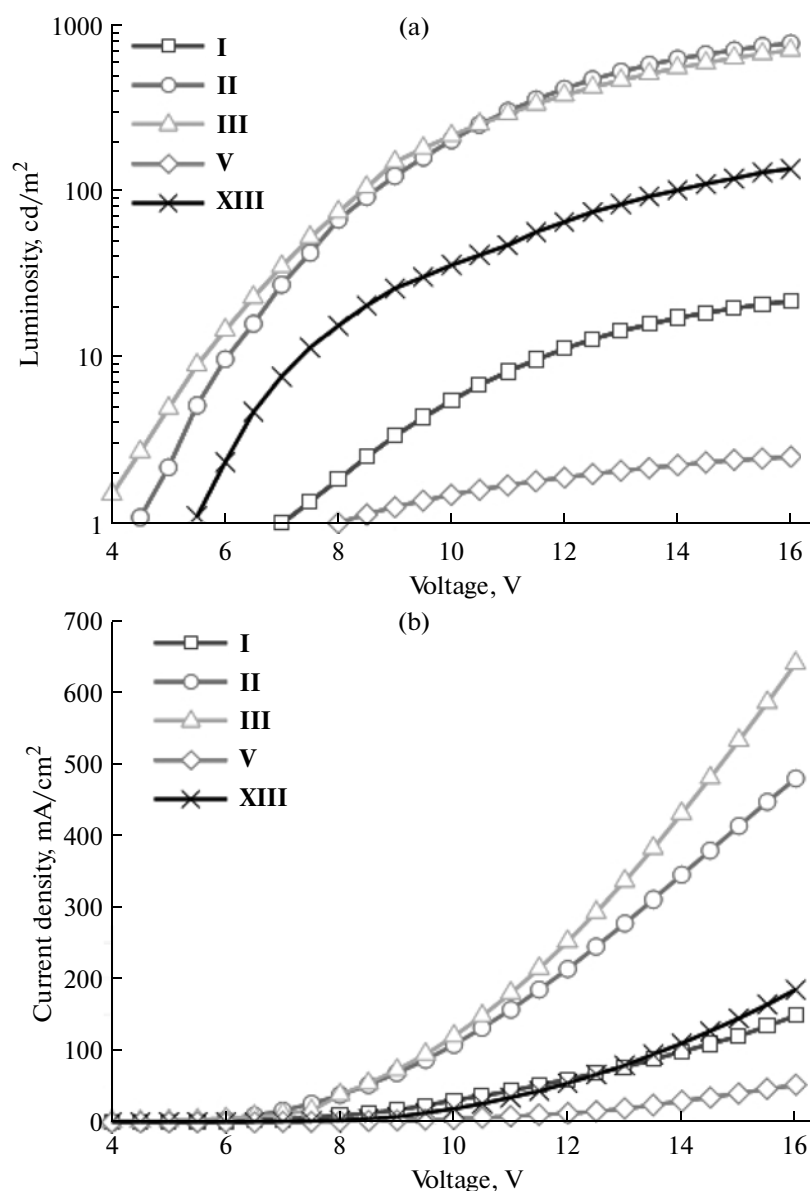 (a)
I
II
III
V
XIII
1000
100
10
1
Luminosity, cd/m²
4 6 8 10 12 14 16
Voltage, V
(b)
I
II
III
V
XIII
700
600
500
400
300
200
100
0
Current density, mA/cm²
4 6 8 10 12 14 16
Voltage, V